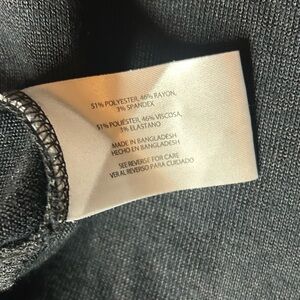 51% POLYESTER, 46% RAYON,
3% SPANDEX
51% POLIÉSTER, 46% VISCOSA,
3% ELASTANO
MADE IN BANGLADESH
HECHO EN BANGLADESH
SEE REVERSE FOR CARE
VER AL REVERSO PARA CUIDADO